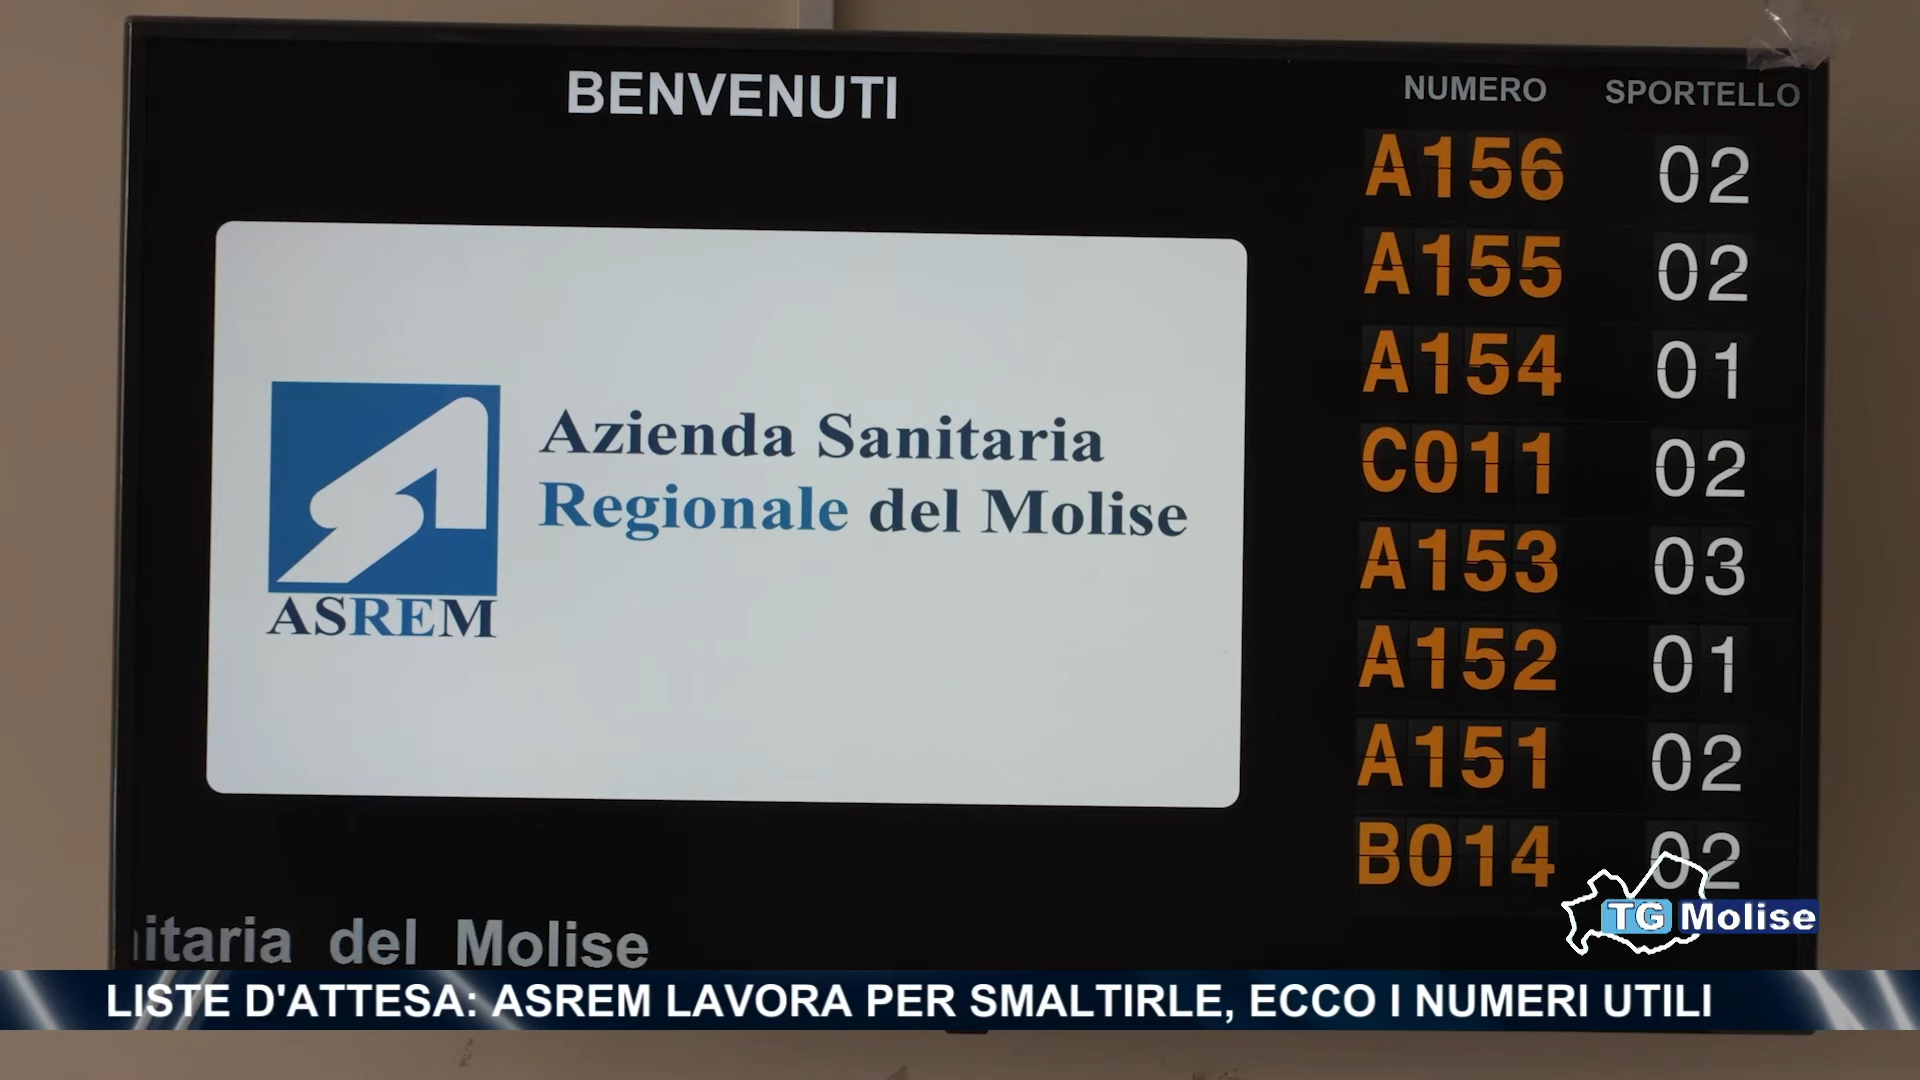 BENVENUTI
NUMERO SPORTELLO
A156 02
A155 02
A154 01
C011 02
A153 03
A152 01
A151 02
B014 02
Azienda Sanitaria
Regionale del Molise
ASREM
itaria del Molise
TG Molise
LISTE D'ATTESA: ASREM LAVORA PER SMALTIRLE, ECCO I NUMERI UTILI